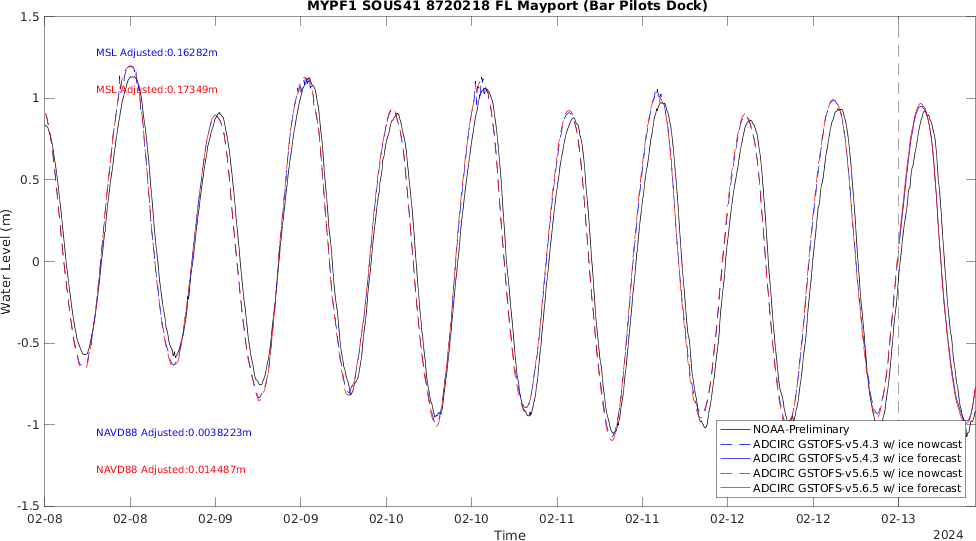 MYPF1 SOUS41 8720218 FL Mayport (Bar Pilots Dock)
1.5
1
0.5
0
-0.5
-1
-1.5
Water Level (m)
MSL Adjusted:0.16282m
MSL Adjusted:0.17349m
NAVD88 Adjusted:0.0038223m
NAVD88 Adjusted:0.014487m
NOAA-Preliminary
ADCIRC GSTOFS-v5.4.3 w/ ice nowcast
ADCIRC GSTOFS-v5.4.3 w/ ice forecast
ADCIRC GSTOFS-v5.6.5 w/ ice nowcast
ADCIRC GSTOFS-v5.6.5 w/ ice forecast
02-08 02-08 02-09 02-09 02-10 02-10 02-11 02-11 02-12 02-12 02-13
Time
2024